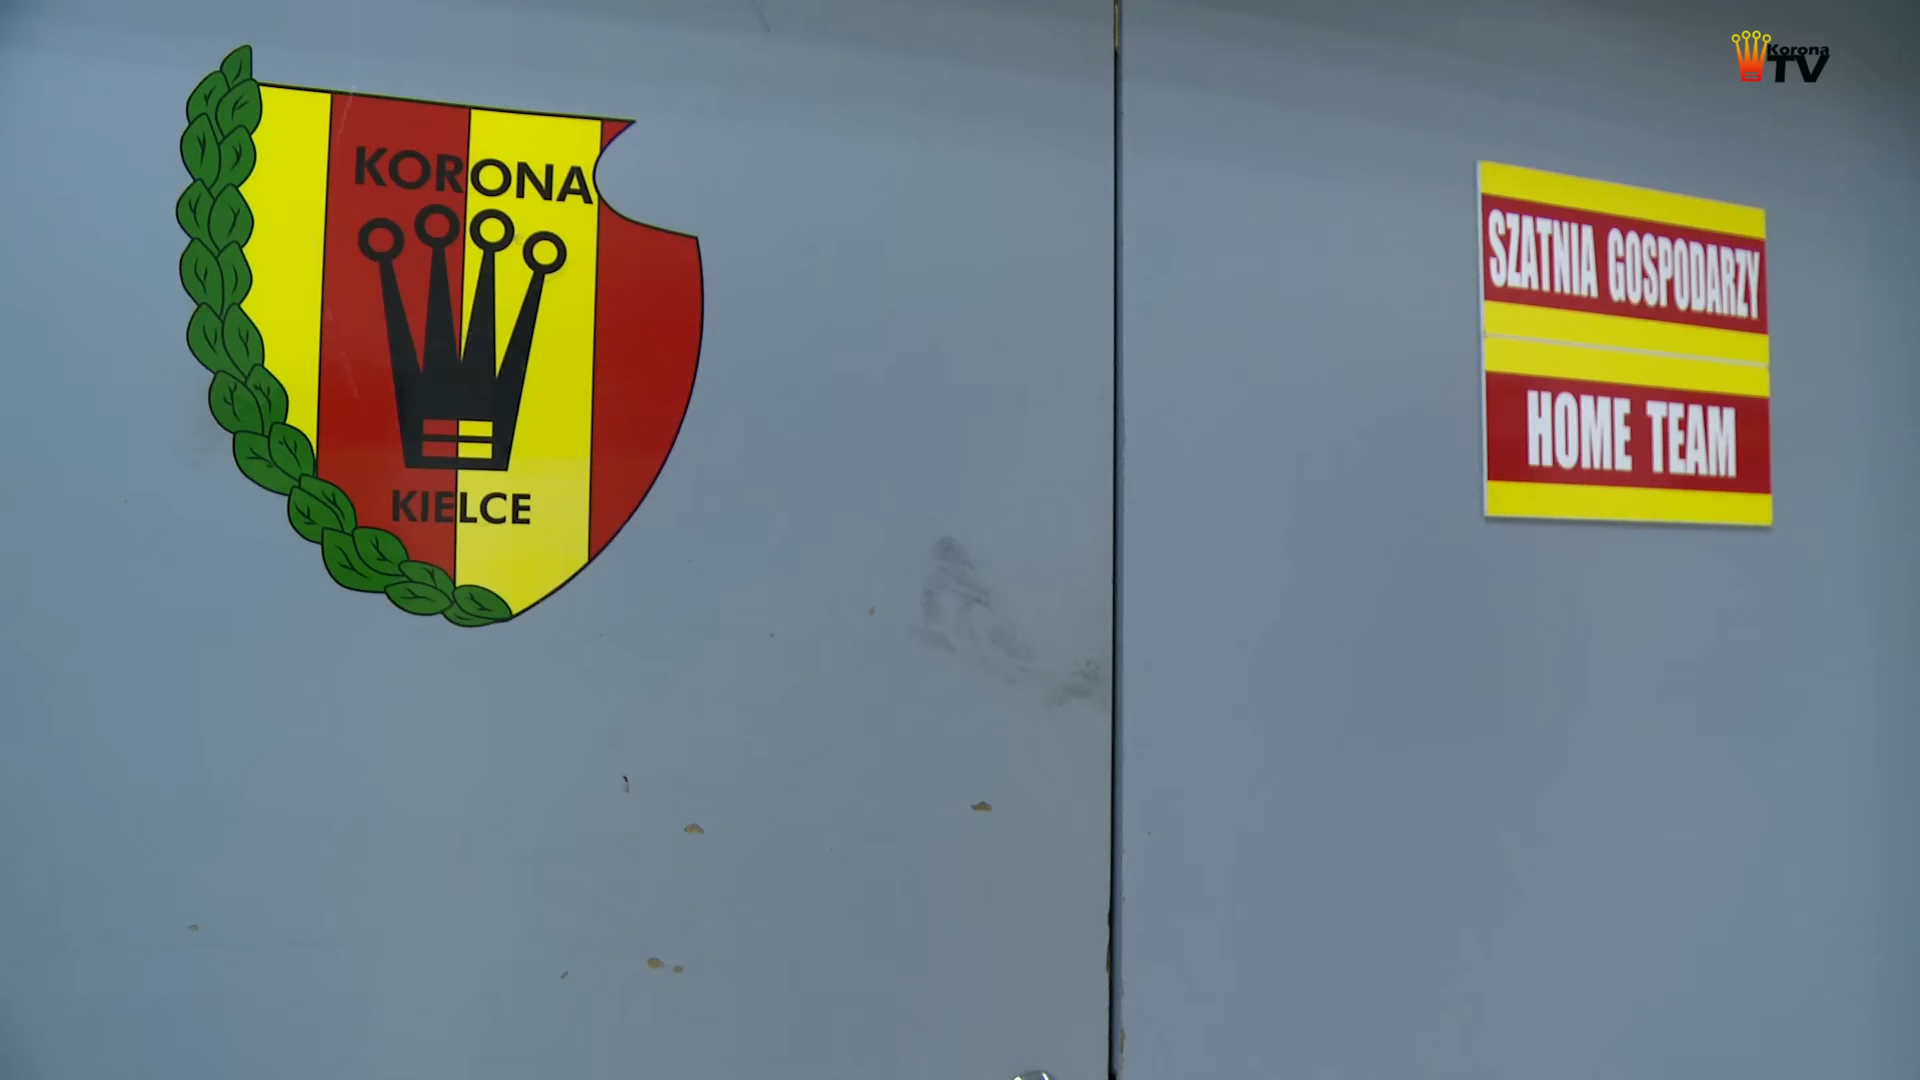 KORONA
KIELCE
Korona
TV
SZATNIA GOSPODARZY
HOME TEAM